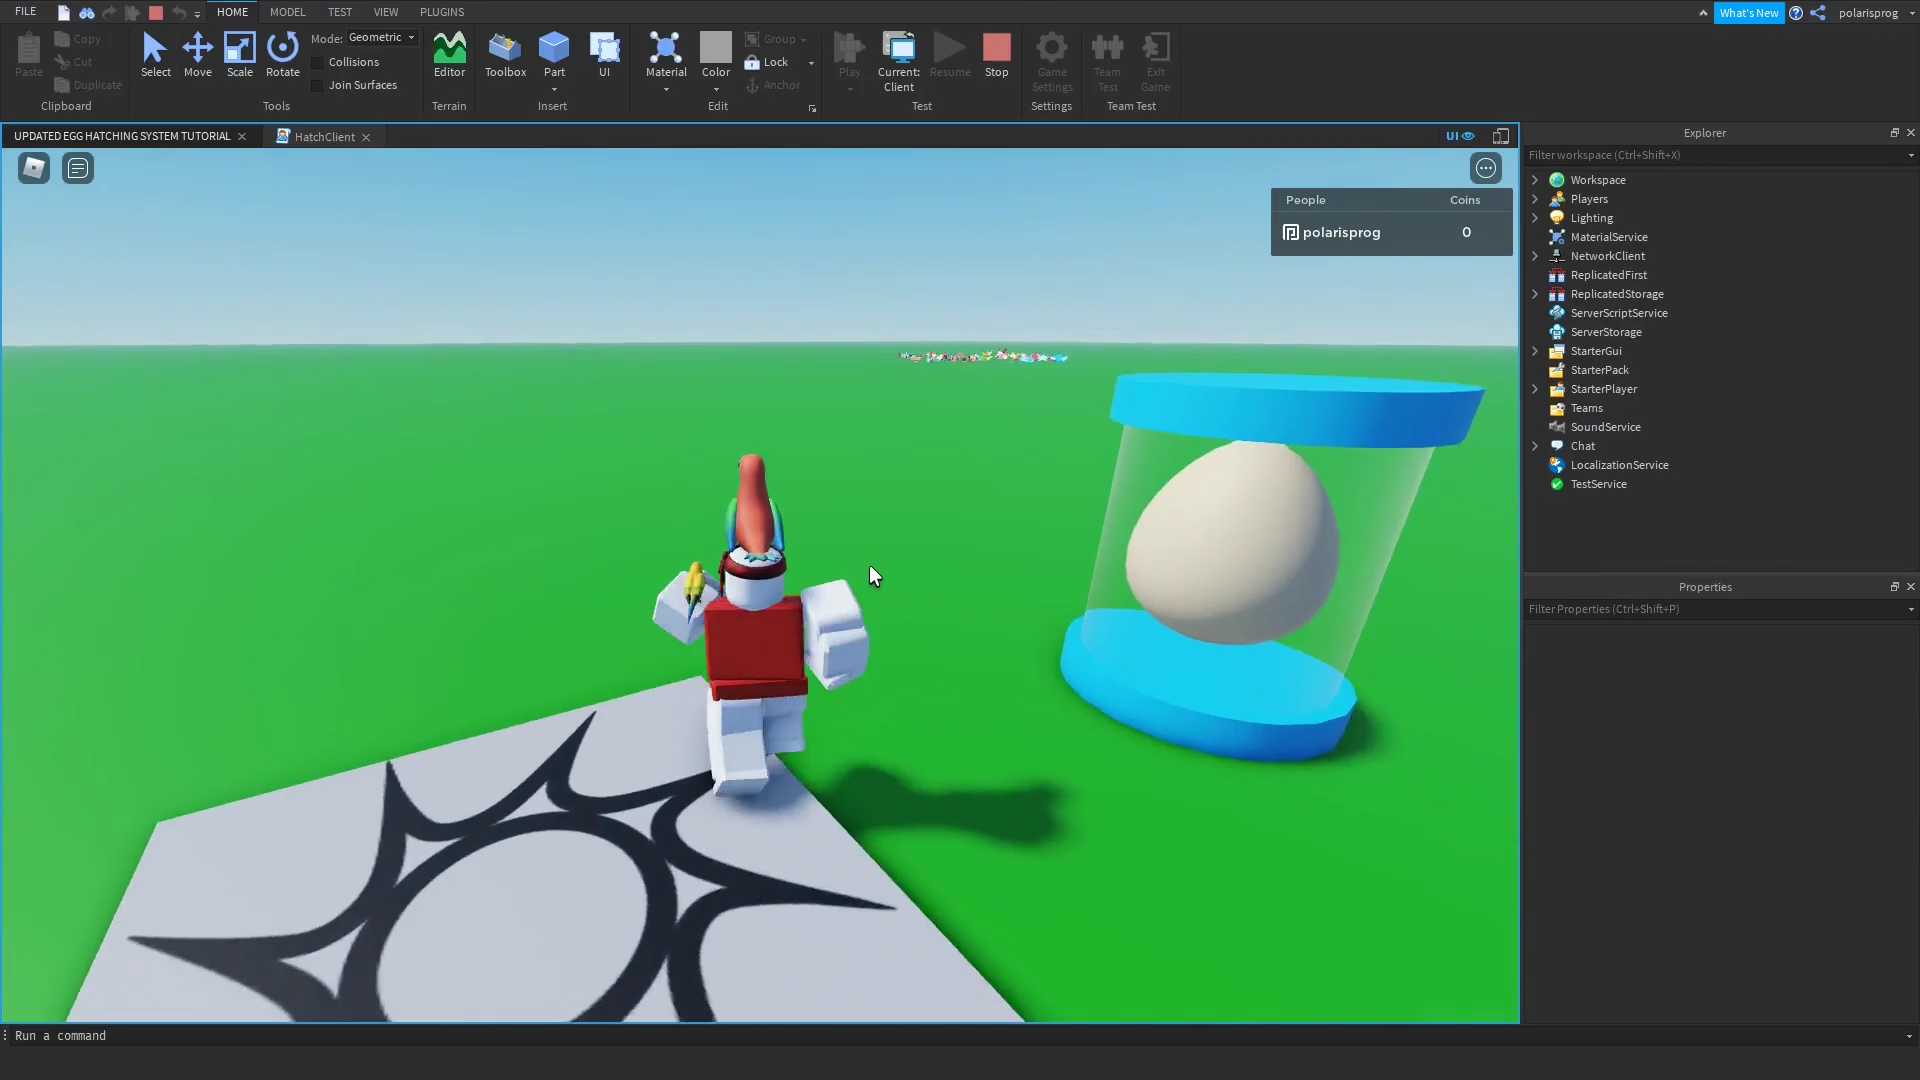 FILE HOME MODEL TEST VIEW PLUGINS What's New polarisprog
Paste Copy Cut Duplicate Clipboard
Select Move Scale Rotate Mode: Geometric Collisions Join Surfaces Tools
Editor Terrain
Toolbox Part UI Insert
Material Color Group Lock Anchor Edit
Play Current: Client Resume Stop Test
Game Settings Settings
Team Test Exit Game Team Test
UPDATED EGG HATCHING SYSTEM TUTORIAL HatchClient UI
People Coins
polarisprog 0
Explorer
Filter workspace (Ctrl+Shift+X)
Workspace
Players
Lighting
MaterialService
NetworkClient
ReplicatedFirst
ReplicatedStorage
ServerScriptService
ServerStorage
StarterGui
StarterPack
StarterPlayer
Teams
SoundService
Chat
LocalizationService
TestService
Properties
Filter Properties (Ctrl+Shift+P)
Run a command